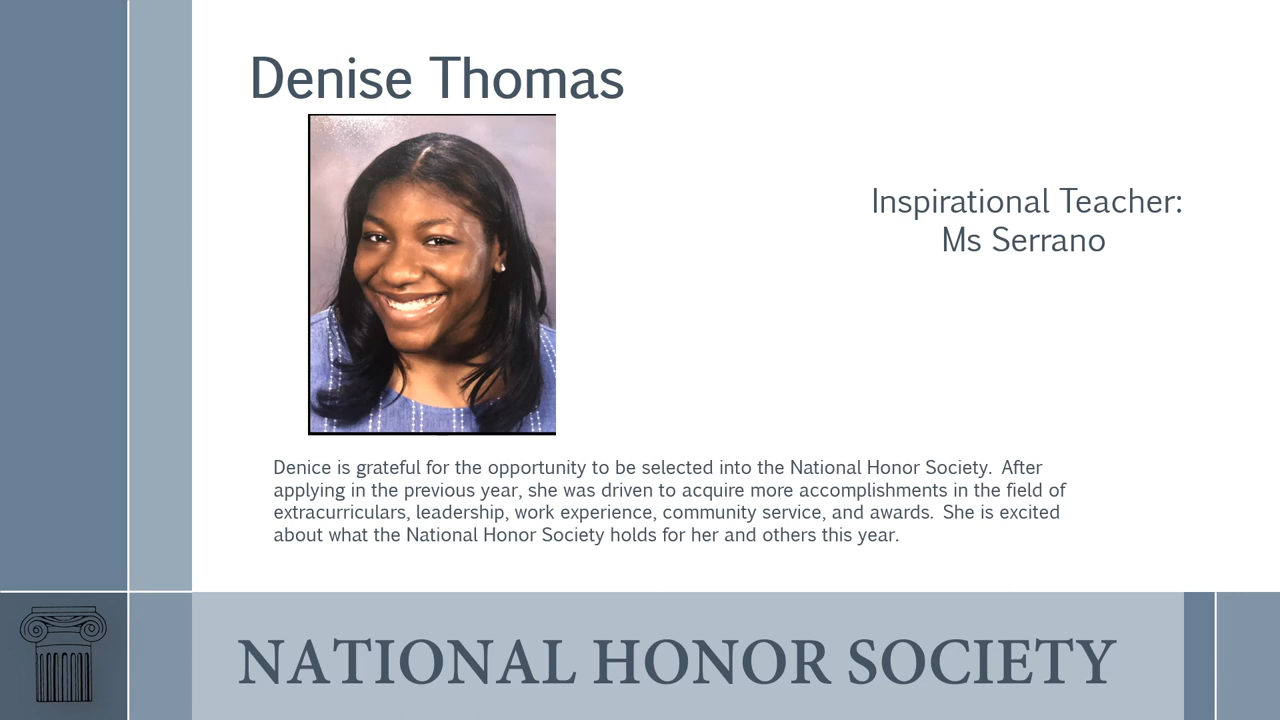 Denise Thomas
Inspirational Teacher:
Ms Serrano
Denice is grateful for the opportunity to be selected into the National Honor Society.  After
applying in the previous year, she was driven to acquire more accomplishments in the field of
extracurriculars, leadership, work experience, community service, and awards.  She is excited
about what the National Honor Society holds for her and others this year.
NATIONAL HONOR SOCIETY